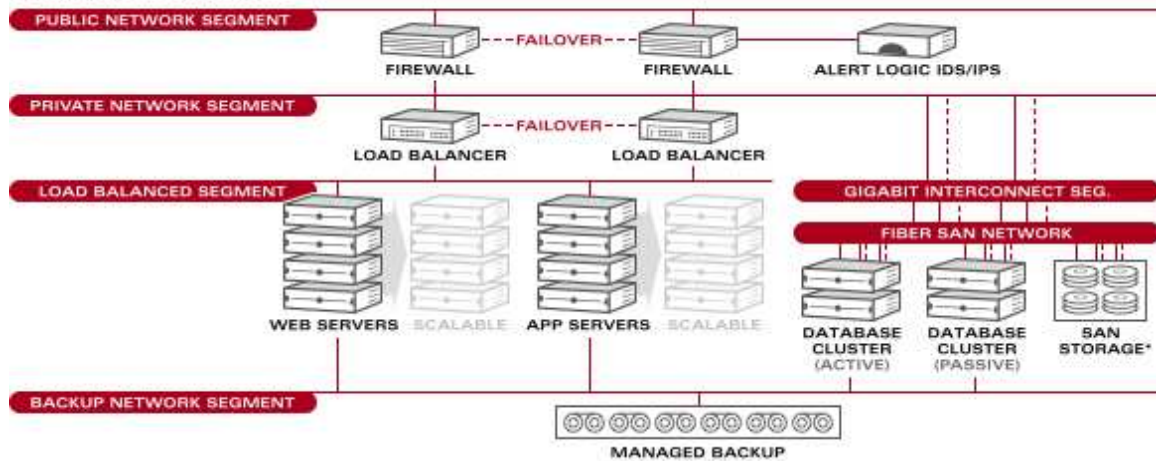 PUBLIC NETWORK SEGMENT
FAILOVER
FIREWALL
FIREWALL
ALERT LOGIC IDS/IPS
PRIVATE NETWORK SEGMENT
FAILOVER
LOAD BALANCER
LOAD BALANCER
LOAD BALANCED SEGMENT
GIGABIT INTERCONNECT SEG.
FIBER SAN NETWORK
WEB SERVERS
SCALABLE
APP SERVERS
SCALABLE
DATABASE
CLUSTER
(ACTIVE)
DATABASE
CLUSTER
(PASSIVE)
SAN
STORAGE*
BACKUP NETWORK SEGMENT
MANAGED BACKUP